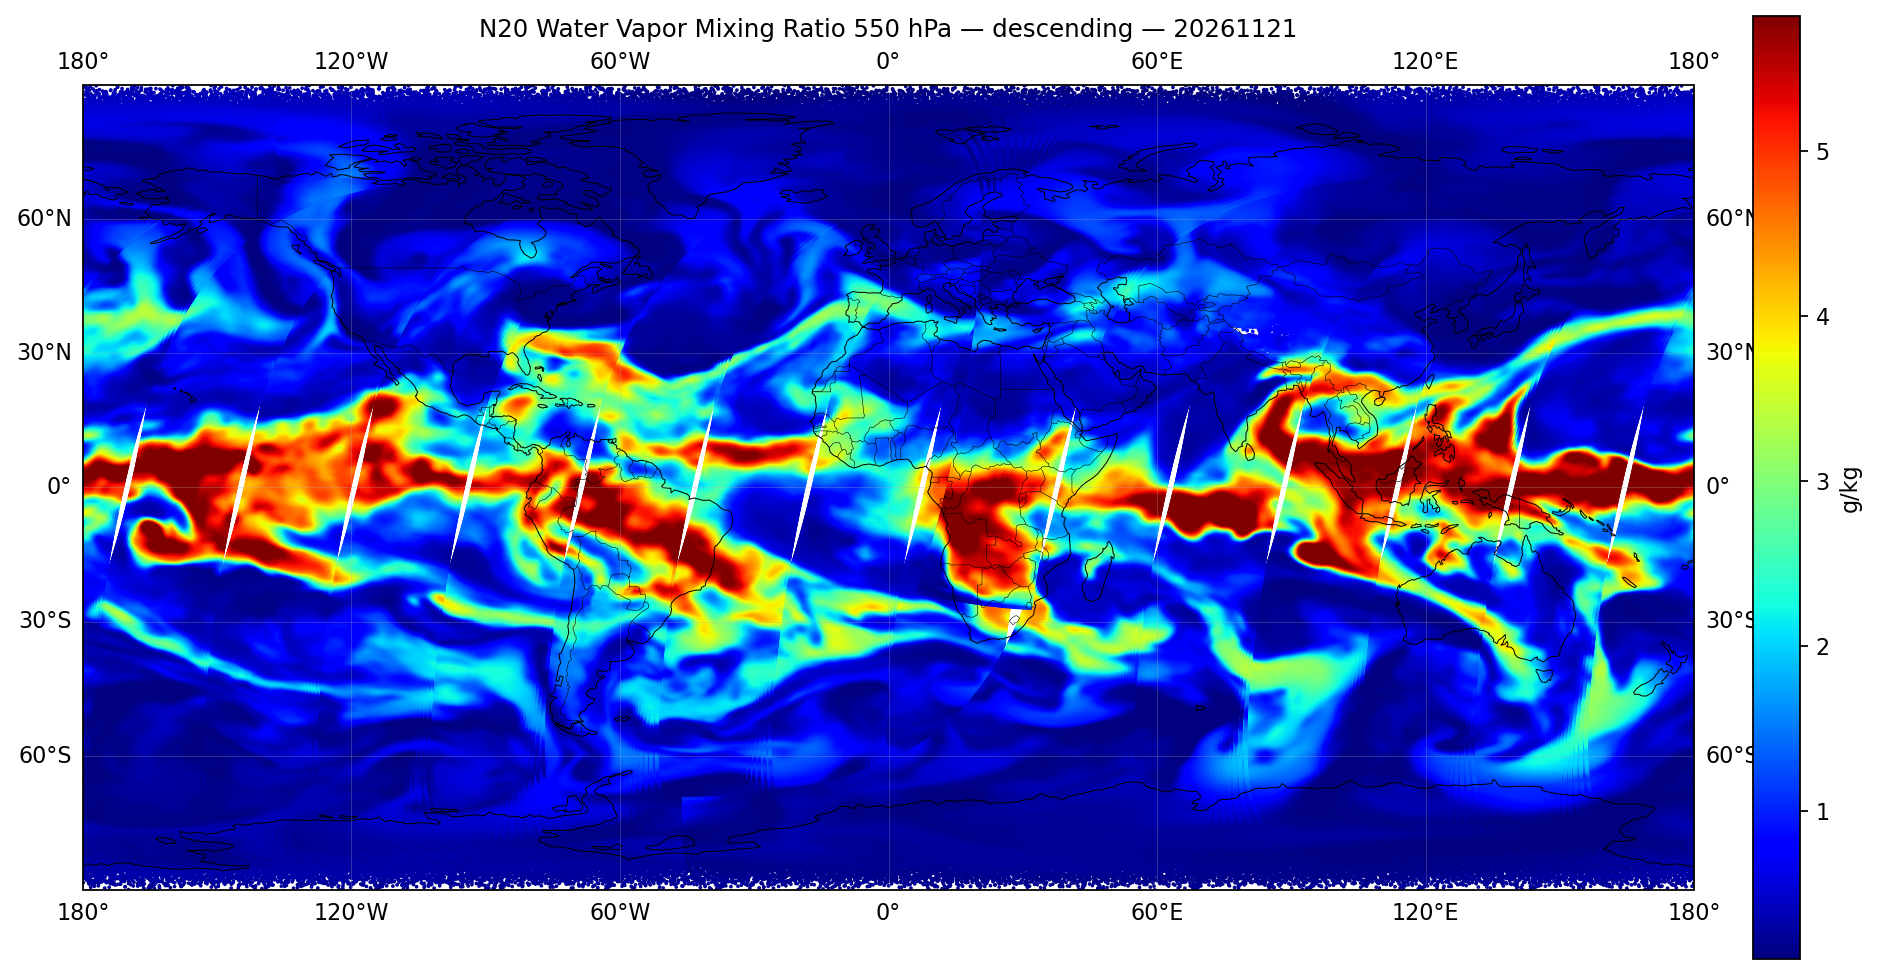 N20 Water Vapor Mixing Ratio 550 hPa — descending — 20261121
180° 120°W 60°W 0° 60°E 120°E 180°
60°N 60°N
30°N 30°N
0° 0°
30°S 30°S
60°S 60°S
180° 120°W 60°W 0° 60°E 120°E 180°
5
4
3
2
1
g/kg